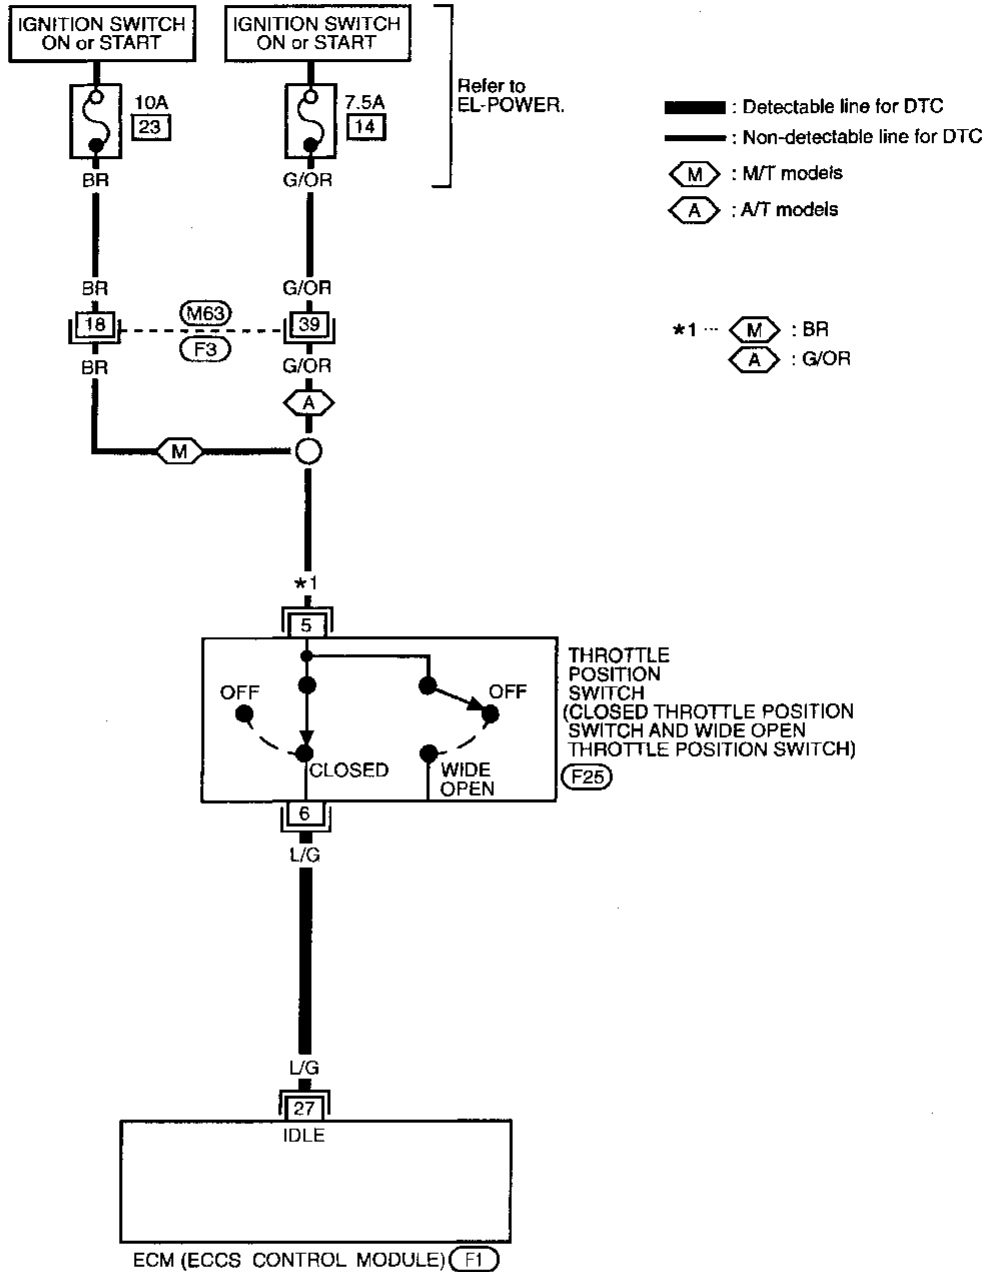 IGNITION SWITCH
ON or START
IGNITION SWITCH
ON or START
Refer to
EL-POWER.
10A
23
7.5A
14
BR
G/OR
: Detectable line for DTC
: Non-detectable line for DTC
M : M/T models
A : A/T models
BR
G/OR
18
M63
39
F3
BR
G/OR
*1 ··· M : BR
A : G/OR
A
M
*1
5
THROTTLE
POSITION
SWITCH
(CLOSED THROTTLE POSITION
SWITCH AND WIDE OPEN
THROTTLE POSITION SWITCH)
F25
OFF
OFF
CLOSED
WIDE
OPEN
6
L/G
L/G
27
IDLE
ECM (ECCS CONTROL MODULE) F1